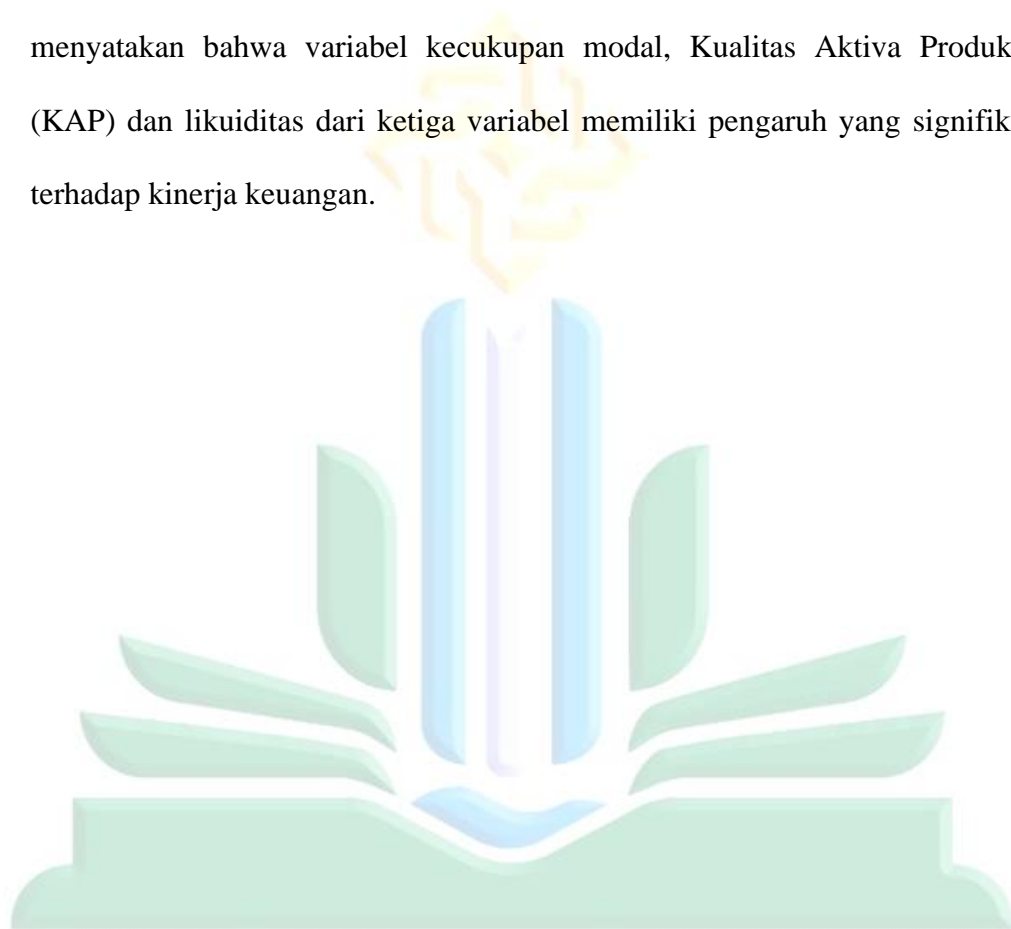 menyatakan bahwa variabel kecukupan modal, Kualitas Aktiva Produk
(KAP) dan likuiditas dari ketiga variabel memiliki pengaruh yang signifik
terhadap kinerja keuangan.